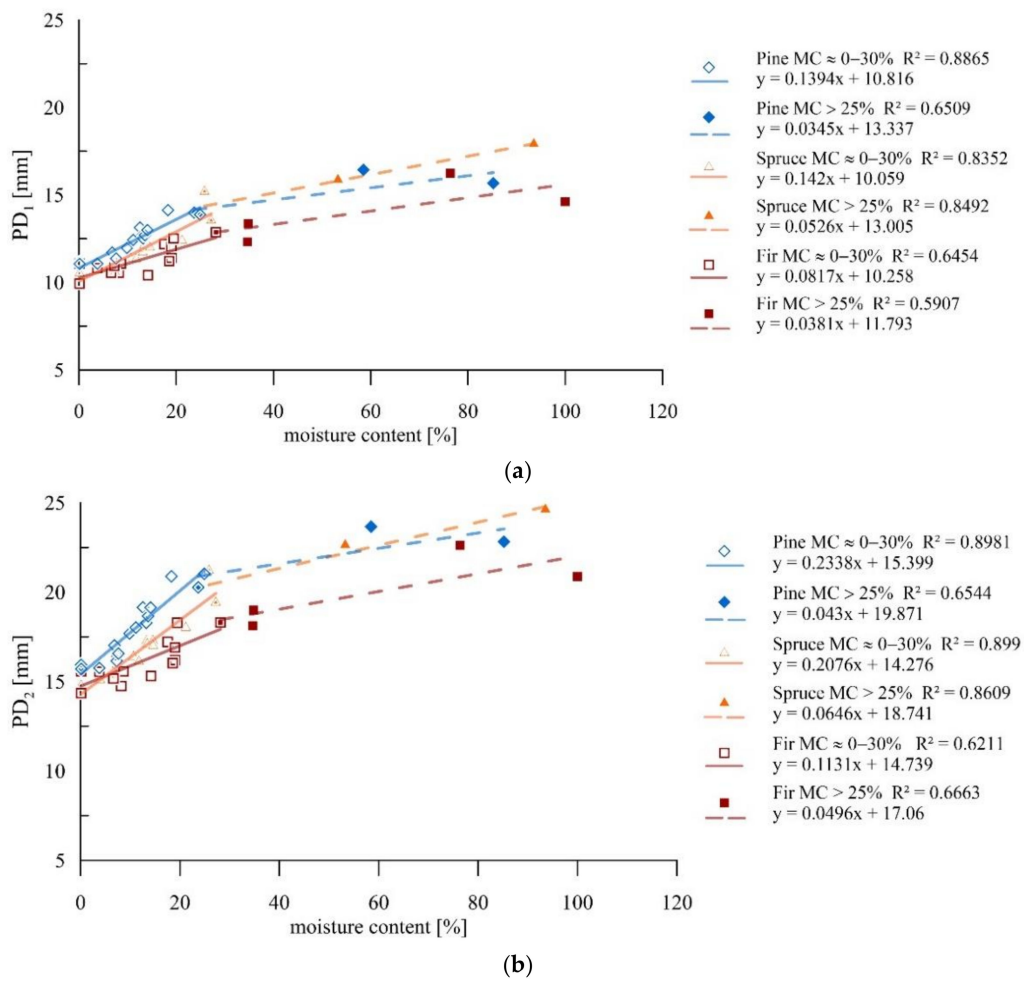 25
20
15
10
5
PD₁ [mm]
0 20 40 60 80 100 120
moisture content [%]
Pine MC ≈ 0–30% R² = 0.8865
y = 0.1394x + 10.816
Pine MC > 25% R² = 0.6509
y = 0.0345x + 13.337
Spruce MC ≈ 0–30% R² = 0.8352
y = 0.142x + 10.059
Spruce MC > 25% R² = 0.8492
y = 0.0526x + 13.005
Fir MC ≈ 0–30% R² = 0.6454
y = 0.0817x + 10.258
Fir MC > 25% R² = 0.5907
y = 0.0381x + 11.793
(a)
25
20
15
10
5
PD₂ [mm]
0 20 40 60 80 100 120
moisture content [%]
Pine MC ≈ 0–30% R² = 0.8981
y = 0.2338x + 15.399
Pine MC > 25% R² = 0.6544
y = 0.043x + 19.871
Spruce MC ≈ 0–30% R² = 0.899
y = 0.2076x + 14.276
Spruce MC > 25% R² = 0.8609
y = 0.0646x + 18.741
Fir MC ≈ 0–30% R² = 0.6211
y = 0.1131x + 14.739
Fir MC > 25% R² = 0.6663
y = 0.0496x + 17.06
(b)